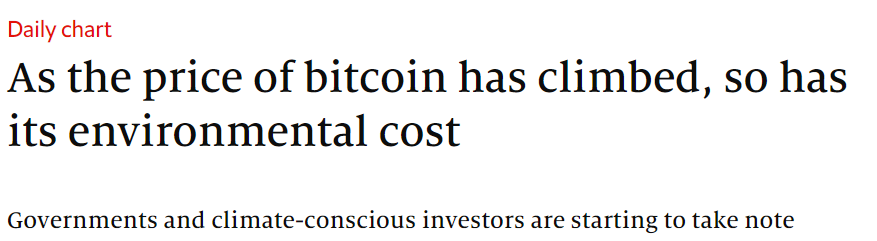 Daily chart
As the price of bitcoin has climbed, so has
its environmental cost
Governments and climate-conscious investors are starting to take note